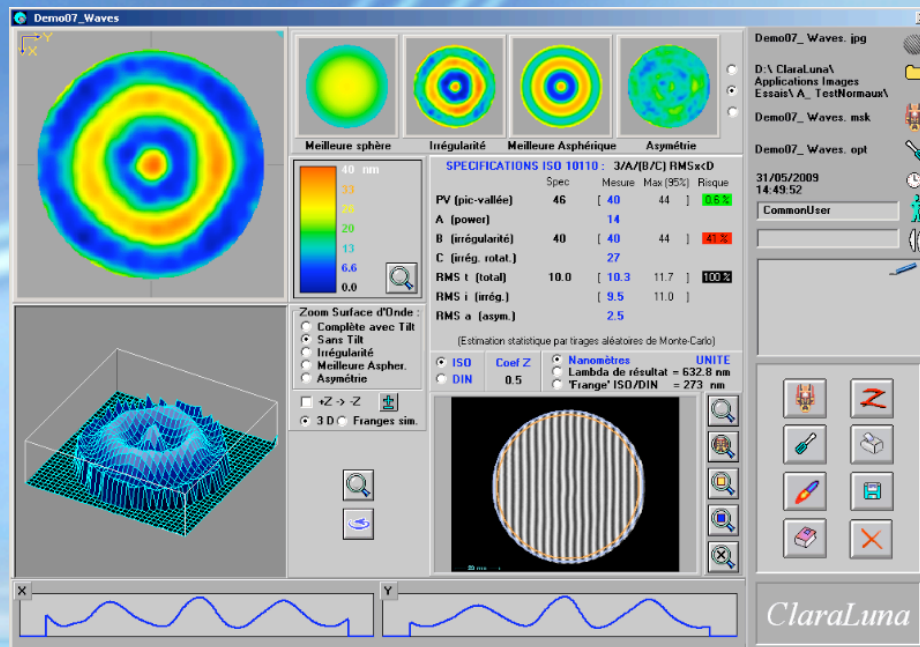 Demo07_Waves
Y
X
Meilleure sphère
Irrégularité
Meilleure Asphérique
Asymétrie
Demo07_ Waves. jpg
D:\ ClaraLuna\
Applications Images
Essais\ A_ TestNormaux\
Demo07_ Waves. msk
Demo07_ Waves. opt
31/05/2009
14:49:52
CommonUser
40 nm
33
26
20
13
6.6
0.0
SPECIFICATIONS ISO 10110 : 3/A/(B/C) RMSx<D
Spec Mesure Max (95%) Risque
PV (pic-vallée) 46 [ 40 44 ] 0.6 %
A (power) 14
B (irrégularité) 40 [ 40 44 ] 41 %
C (irrég. rotat.) 27
RMS t (total) 10.0 [ 10.3 11.7 ] 100 %
RMS i (irrég.) [ 9.5 11.0 ]
RMS a (asym.) 2.5
(Estimation statistique par tirages aléatoires de Monte-Carlo)
Zoom Surface d'Onde :
Complète avec Tilt
Sans Tilt
Irrégularité
Meilleure Aspher.
Asymétrie
+Z -> -Z ±
3 D Franges sim.
ISO
DIN
Coef Z
0.5
Nanomètres UNITE
Lambda de résultat = 632.8 nm
'Frange' ISO/DIN = 273 nm
X
Y
ClaraLuna